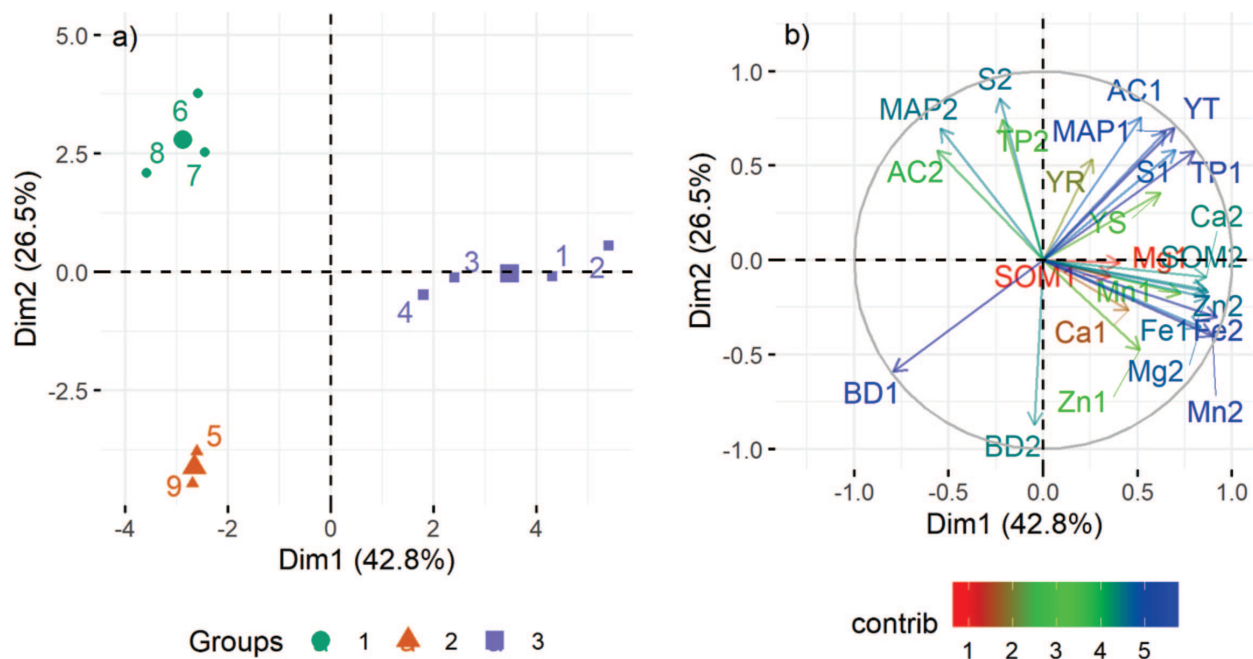 a)
5.0
2.5
0.0
-2.5
Dim2 (26.5%)
6
8
7
3
1
2
4
5
9
-4
-2
0
2
4
Dim1 (42.8%)
Groups 1 2 3
b)
1.0
0.5
0.0
-0.5
-1.0
Dim2 (26.5%)
S2
MAP2
TP2
AC2
AC1
YT
MAP1
S1
TP1
YR
YS
Ca2
Mg1
SOM2
SOM1
Mn1
Zn2
Ca1
Fe1
Fe2
Mg2
Zn1
Mn2
BD1
BD2
-1.0
-0.5
0.0
0.5
1.0
Dim1 (42.8%)
contrib
1 2 3 4 5